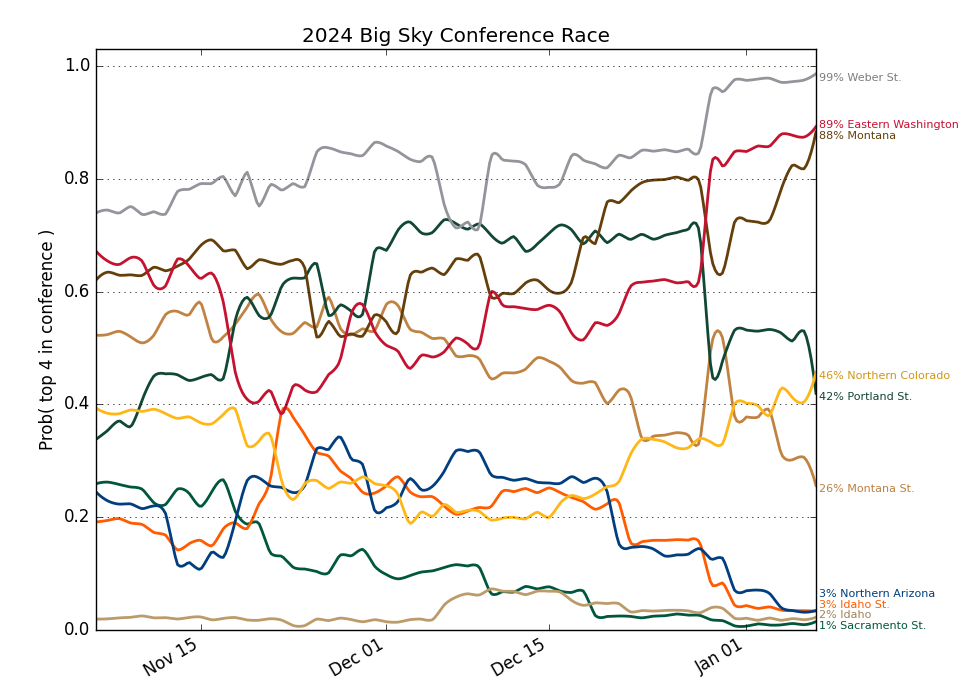 2024 Big Sky Conference Race
Prob( top 4 in conference )
1.0
0.8
0.6
0.4
0.2
0.0
Nov 15
Dec 01
Dec 15
Jan 01
99% Weber St.
89% Eastern Washington
88% Montana
46% Northern Colorado
42% Portland St.
26% Montana St.
3% Northern Arizona
3% Idaho St.
2% Idaho
1% Sacramento St.